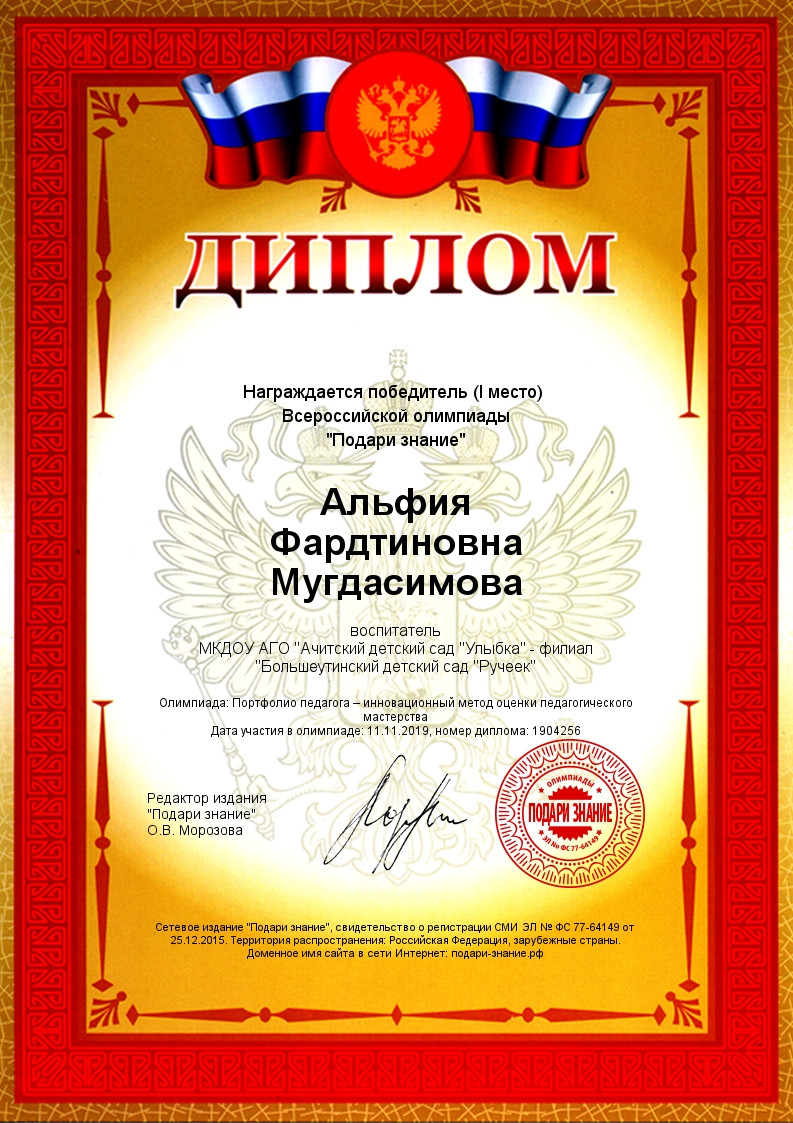 ДИПЛОМ
Награждается победитель (I место)
Всероссийской олимпиады
"Подари знание"
Альфия
Фардтиновна
Мугдасимова
воспитатель
МКДОУ АГО "Ачитский детский сад "Улыбка" - филиал
"Большеутинский детский сад "Ручеек"
Олимпиада: Портфолио педагога – инновационный метод оценки педагогического
мастерства
Дата участия в олимпиаде: 11.11.2019, номер диплома: 1904256
Редактор издания
"Подари знание"
О.В. Морозова
ОЛИМПИАДЫ
ПОДАРИ ЗНАНИЕ
ЭЛ № ФС 77-64149
Сетевое издание "Подари знание", свидетельство о регистрации СМИ ЭЛ № ФС 77-64149 от
25.12.2015. Территория распространения: Российская Федерация, зарубежные страны.
Доменное имя сайта в сети Интернет: подари-знание.рф